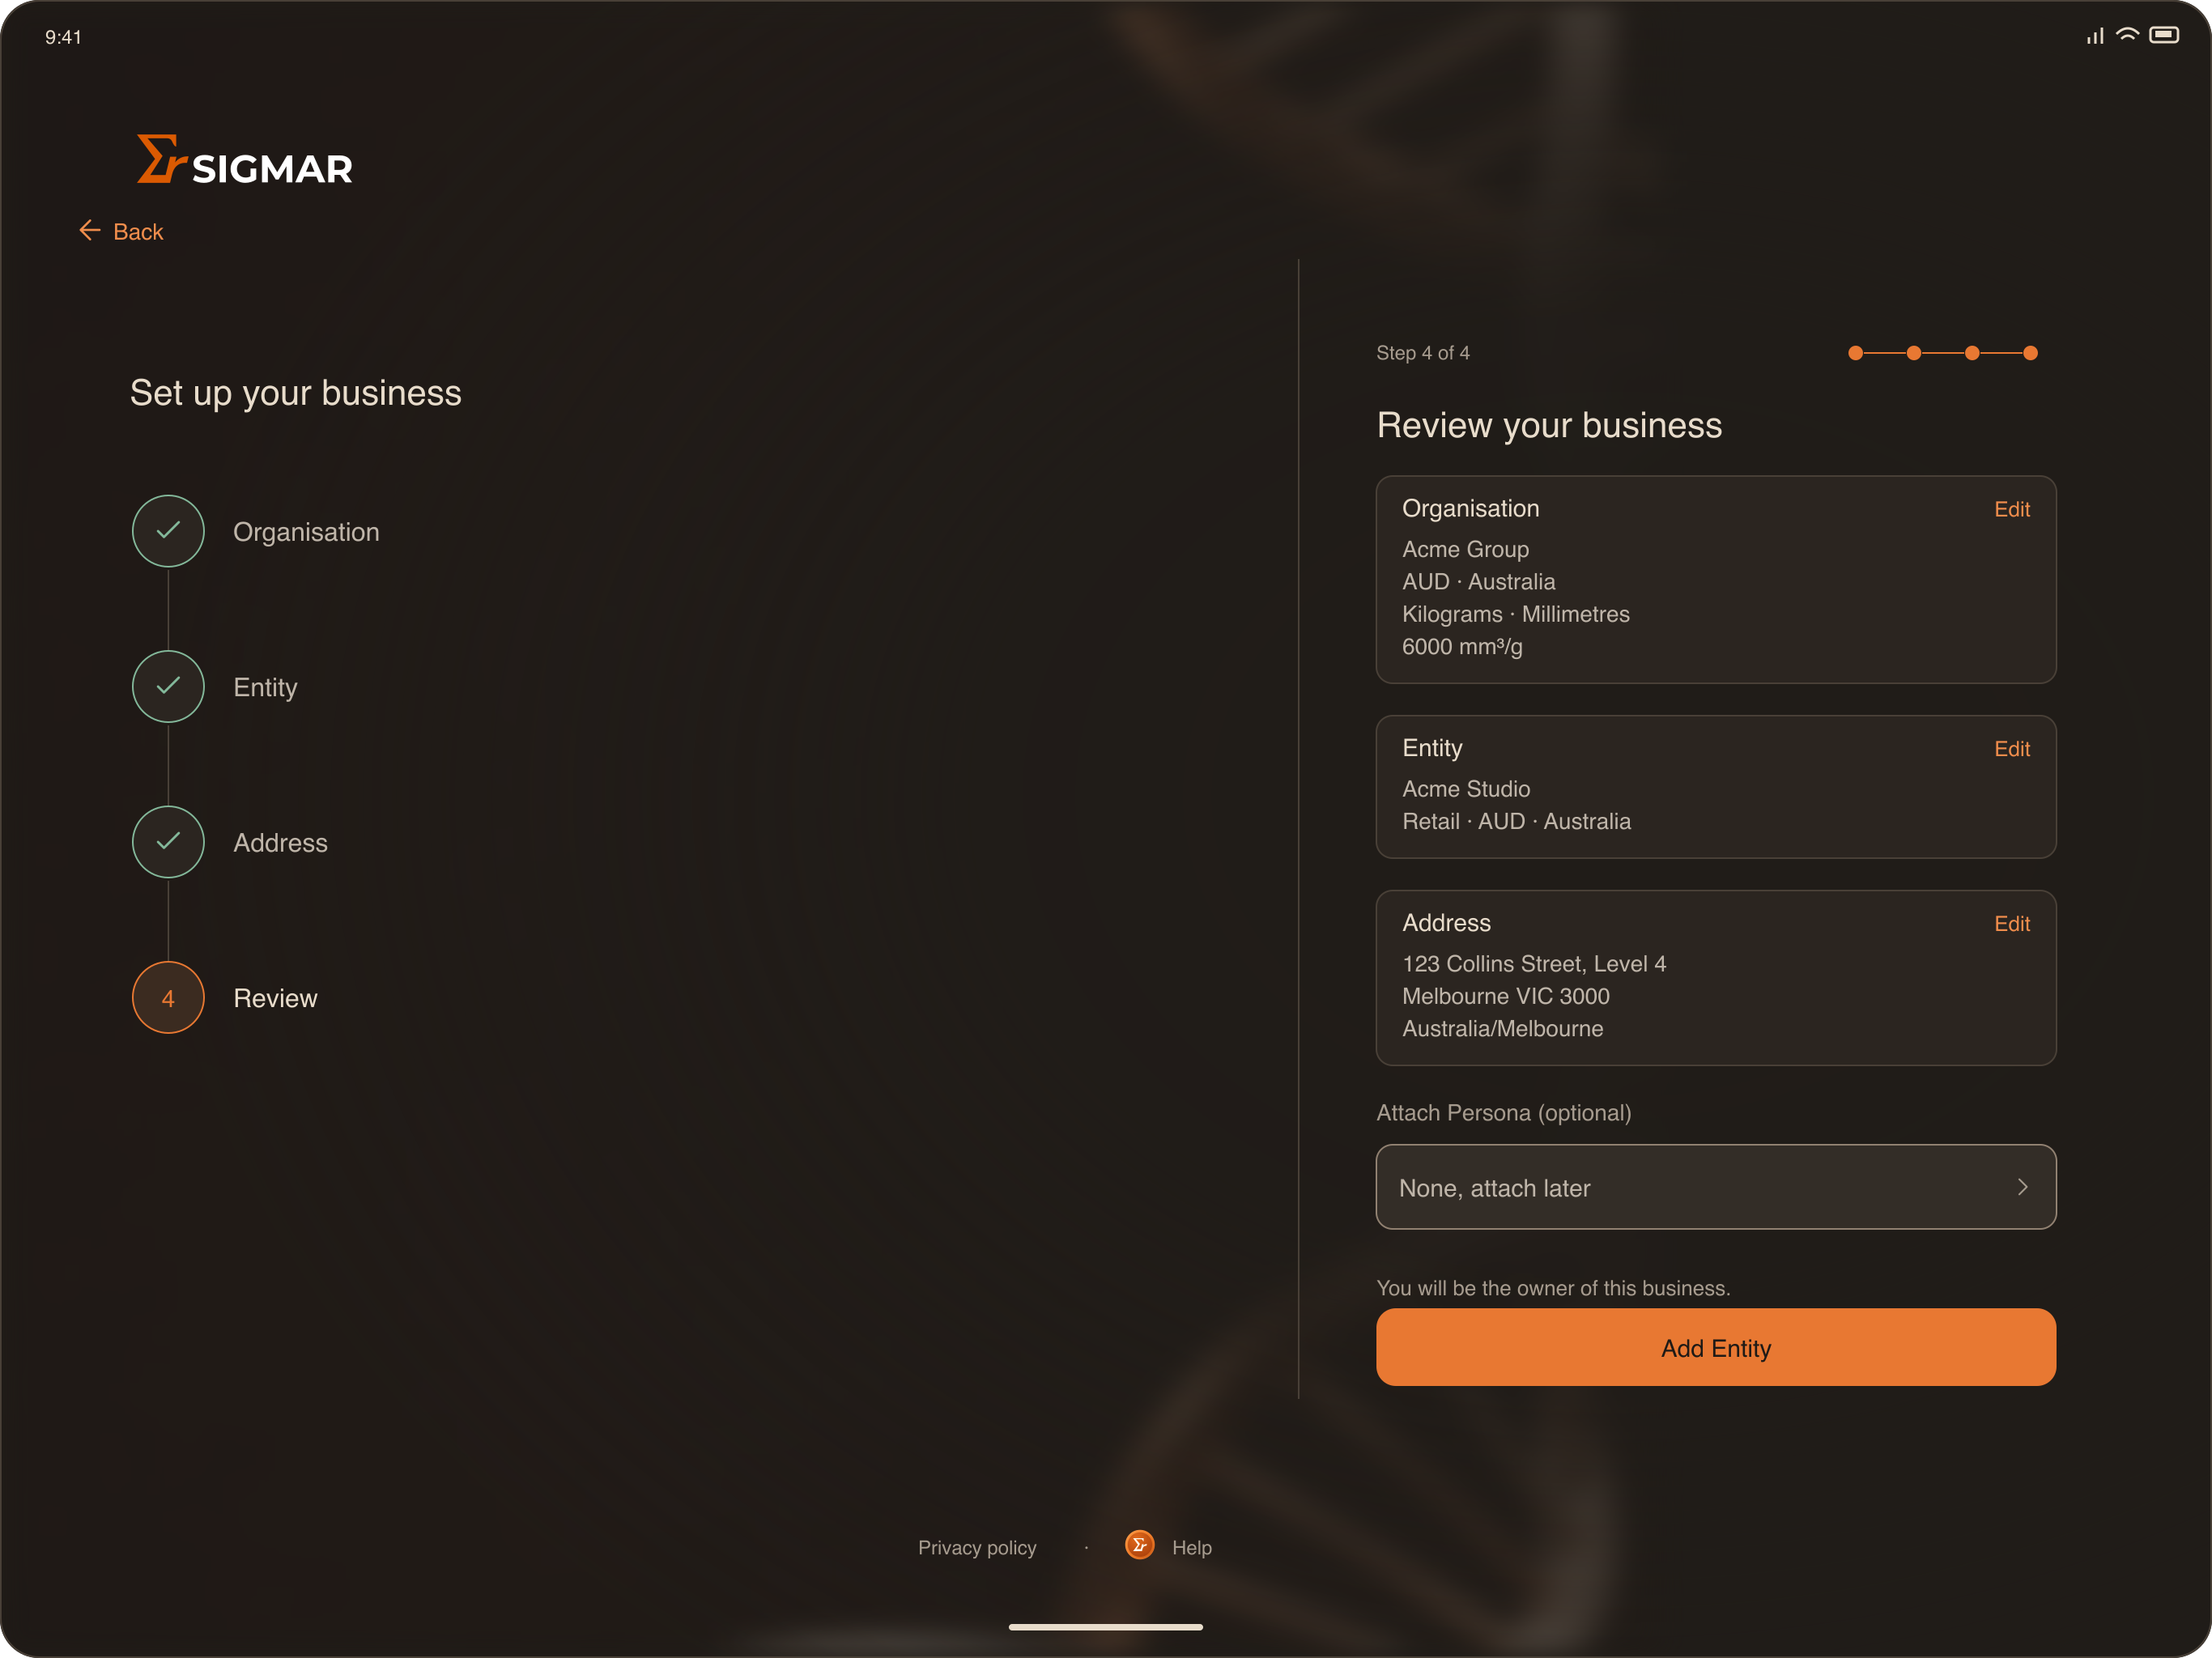 9:41
SIGMAR
Back
Set up your business
Organisation
Entity
Address
4 Review
Step 4 of 4
Review your business
Organisation Edit
Acme Group
AUD · Australia
Kilograms · Millimetres
6000 mm³/g
Entity Edit
Acme Studio
Retail · AUD · Australia
Address Edit
123 Collins Street, Level 4
Melbourne VIC 3000
Australia/Melbourne
Attach Persona (optional)
None, attach later
You will be the owner of this business.
Add Entity
Privacy policy · Help